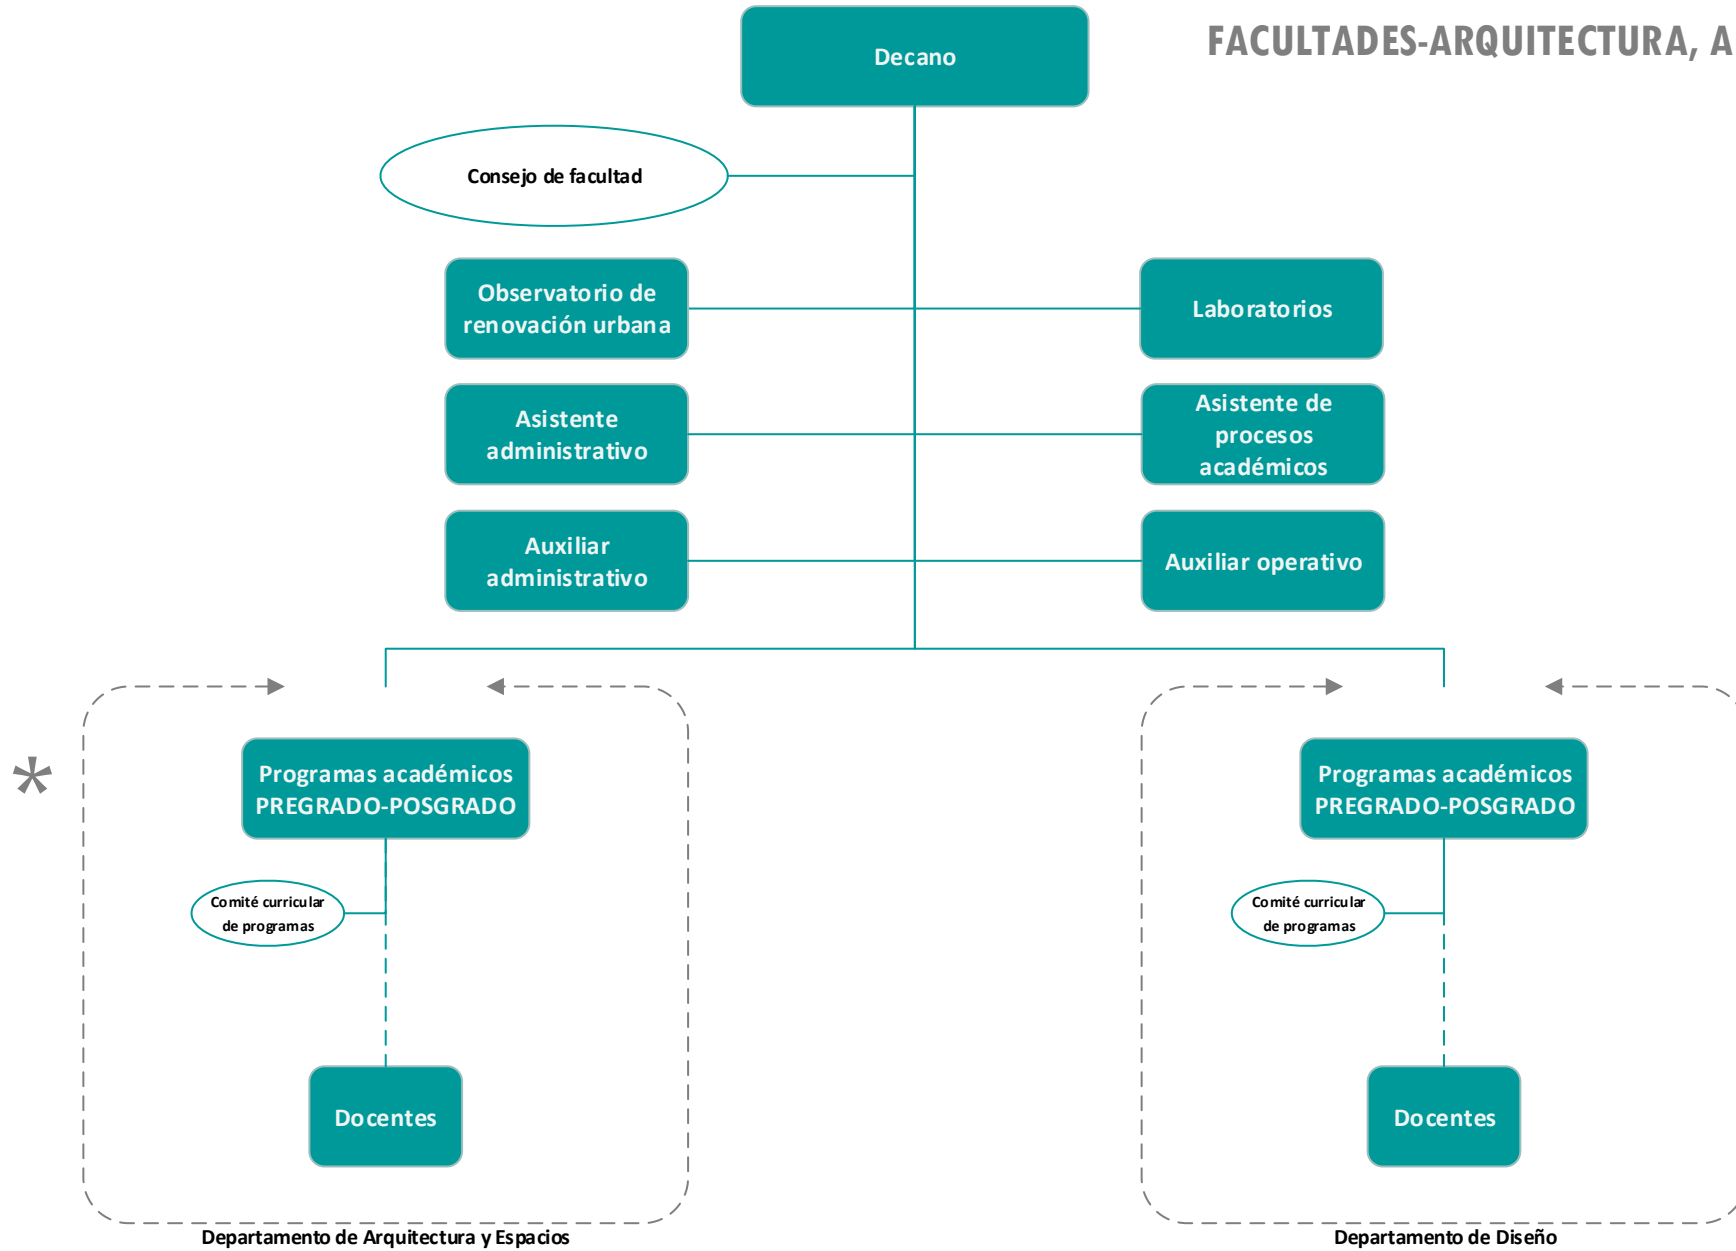 FACULTADES-ARQUITECTURA, A
Decano
Consejo de facultad
Observatorio de
renovación urbana
Laboratorios
Asistente
administrativo
Asistente de
procesos
académicos
Auxiliar
administrativo
Auxiliar operativo
*
Programas académicos
PREGRADO-POSGRADO
Comité curricular
de programas
Docentes
Departamento de Arquitectura y Espacios
Programas académicos
PREGRADO-POSGRADO
Comité curricular
de programas
Docentes
Departamento de Diseño